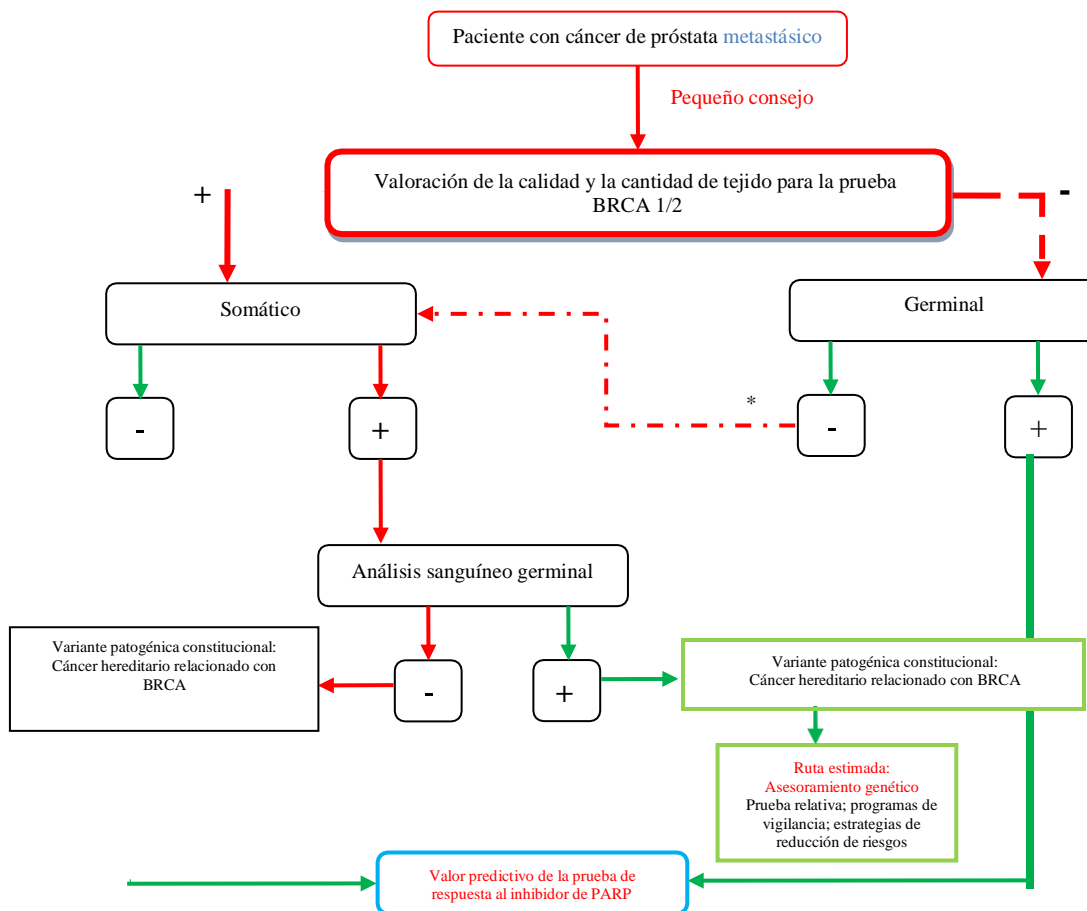 Paciente con cáncer de próstata metastásico
Pequeño consejo
Valoración de la calidad y la cantidad de tejido para la prueba
BRCA 1/2
+
-
Somático
Germinal
-
+
*
-
+
Análisis sanguíneo germinal
Variante patogénica constitucional:
Cáncer hereditario relacionado con
BRCA
-
+
Variante patogénica constitucional:
Cáncer hereditario relacionado con BRCA
Ruta estimada:
Asesoramiento genético
Prueba relativa; programas de
vigilancia; estrategias de
reducción de riesgos
Valor predictivo de la prueba de
respuesta al inhibidor de PARP